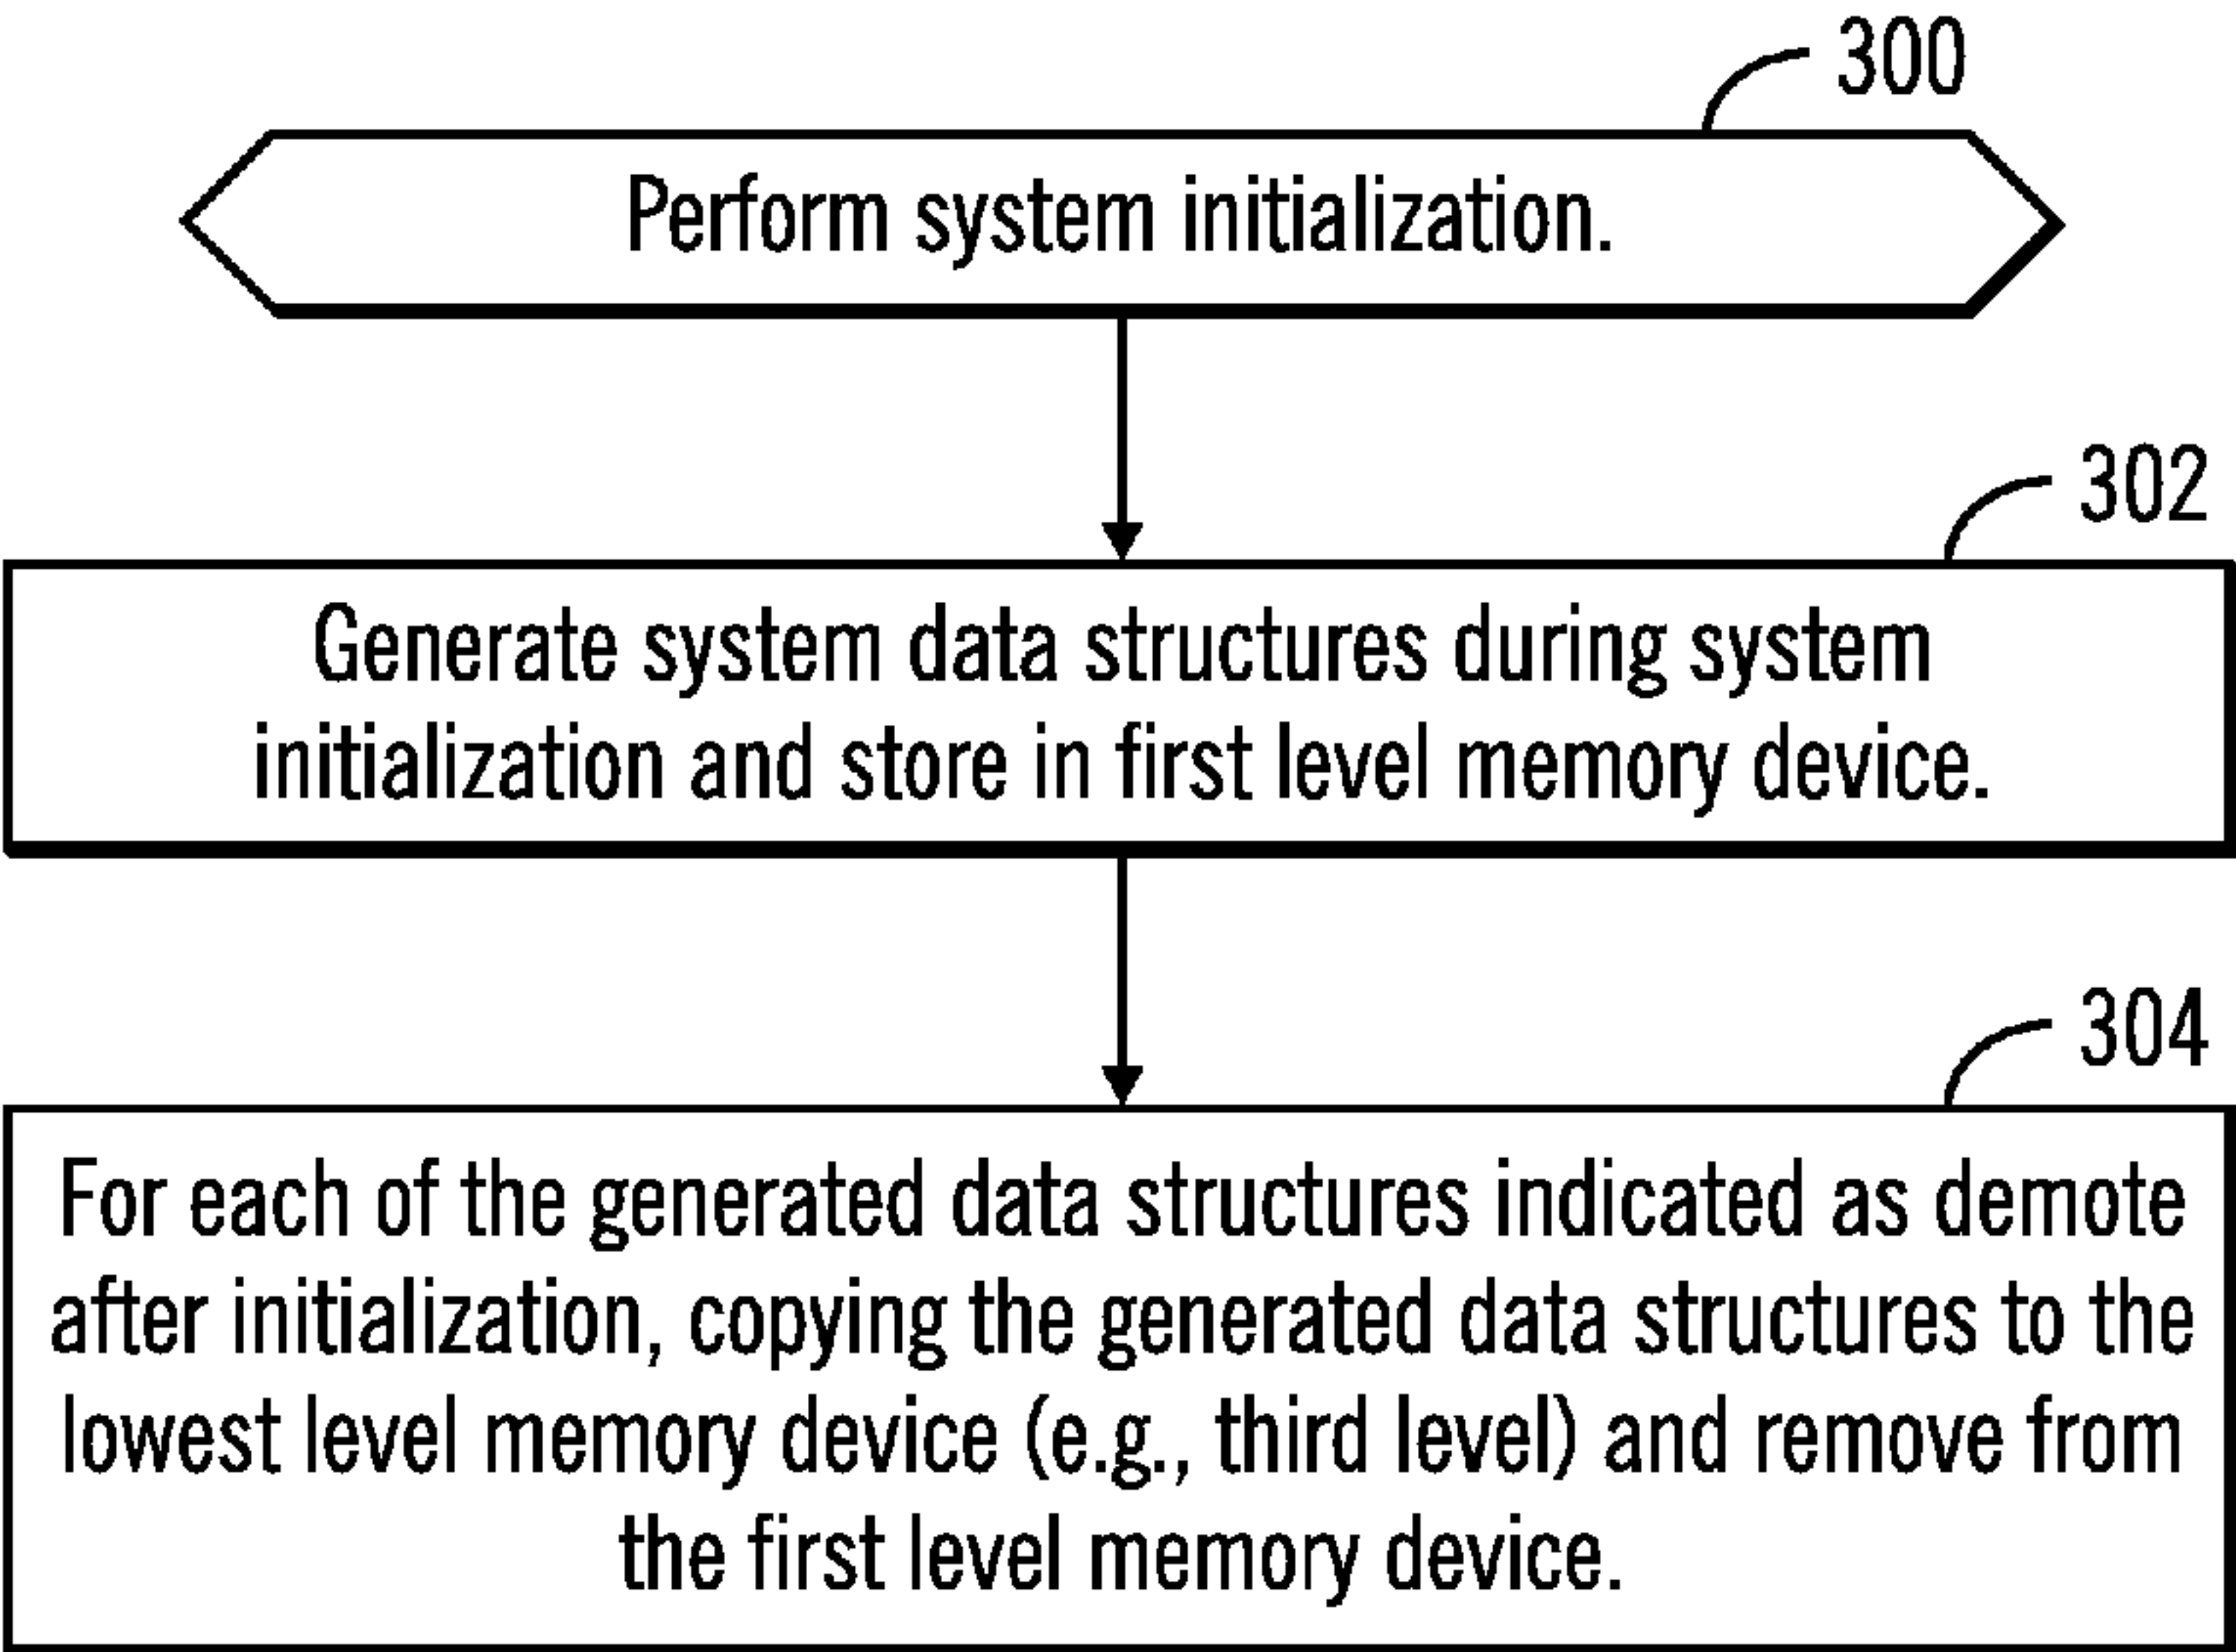 300
Perform system initialization.
302
Generate system data structures during system
initialization and store in first level memory device.
304
For each of the generated data structures indicated as demote
after initialization, copying the generated data structures to the
lowest level memory device (e.g., third level) and remove from
the first level memory device.